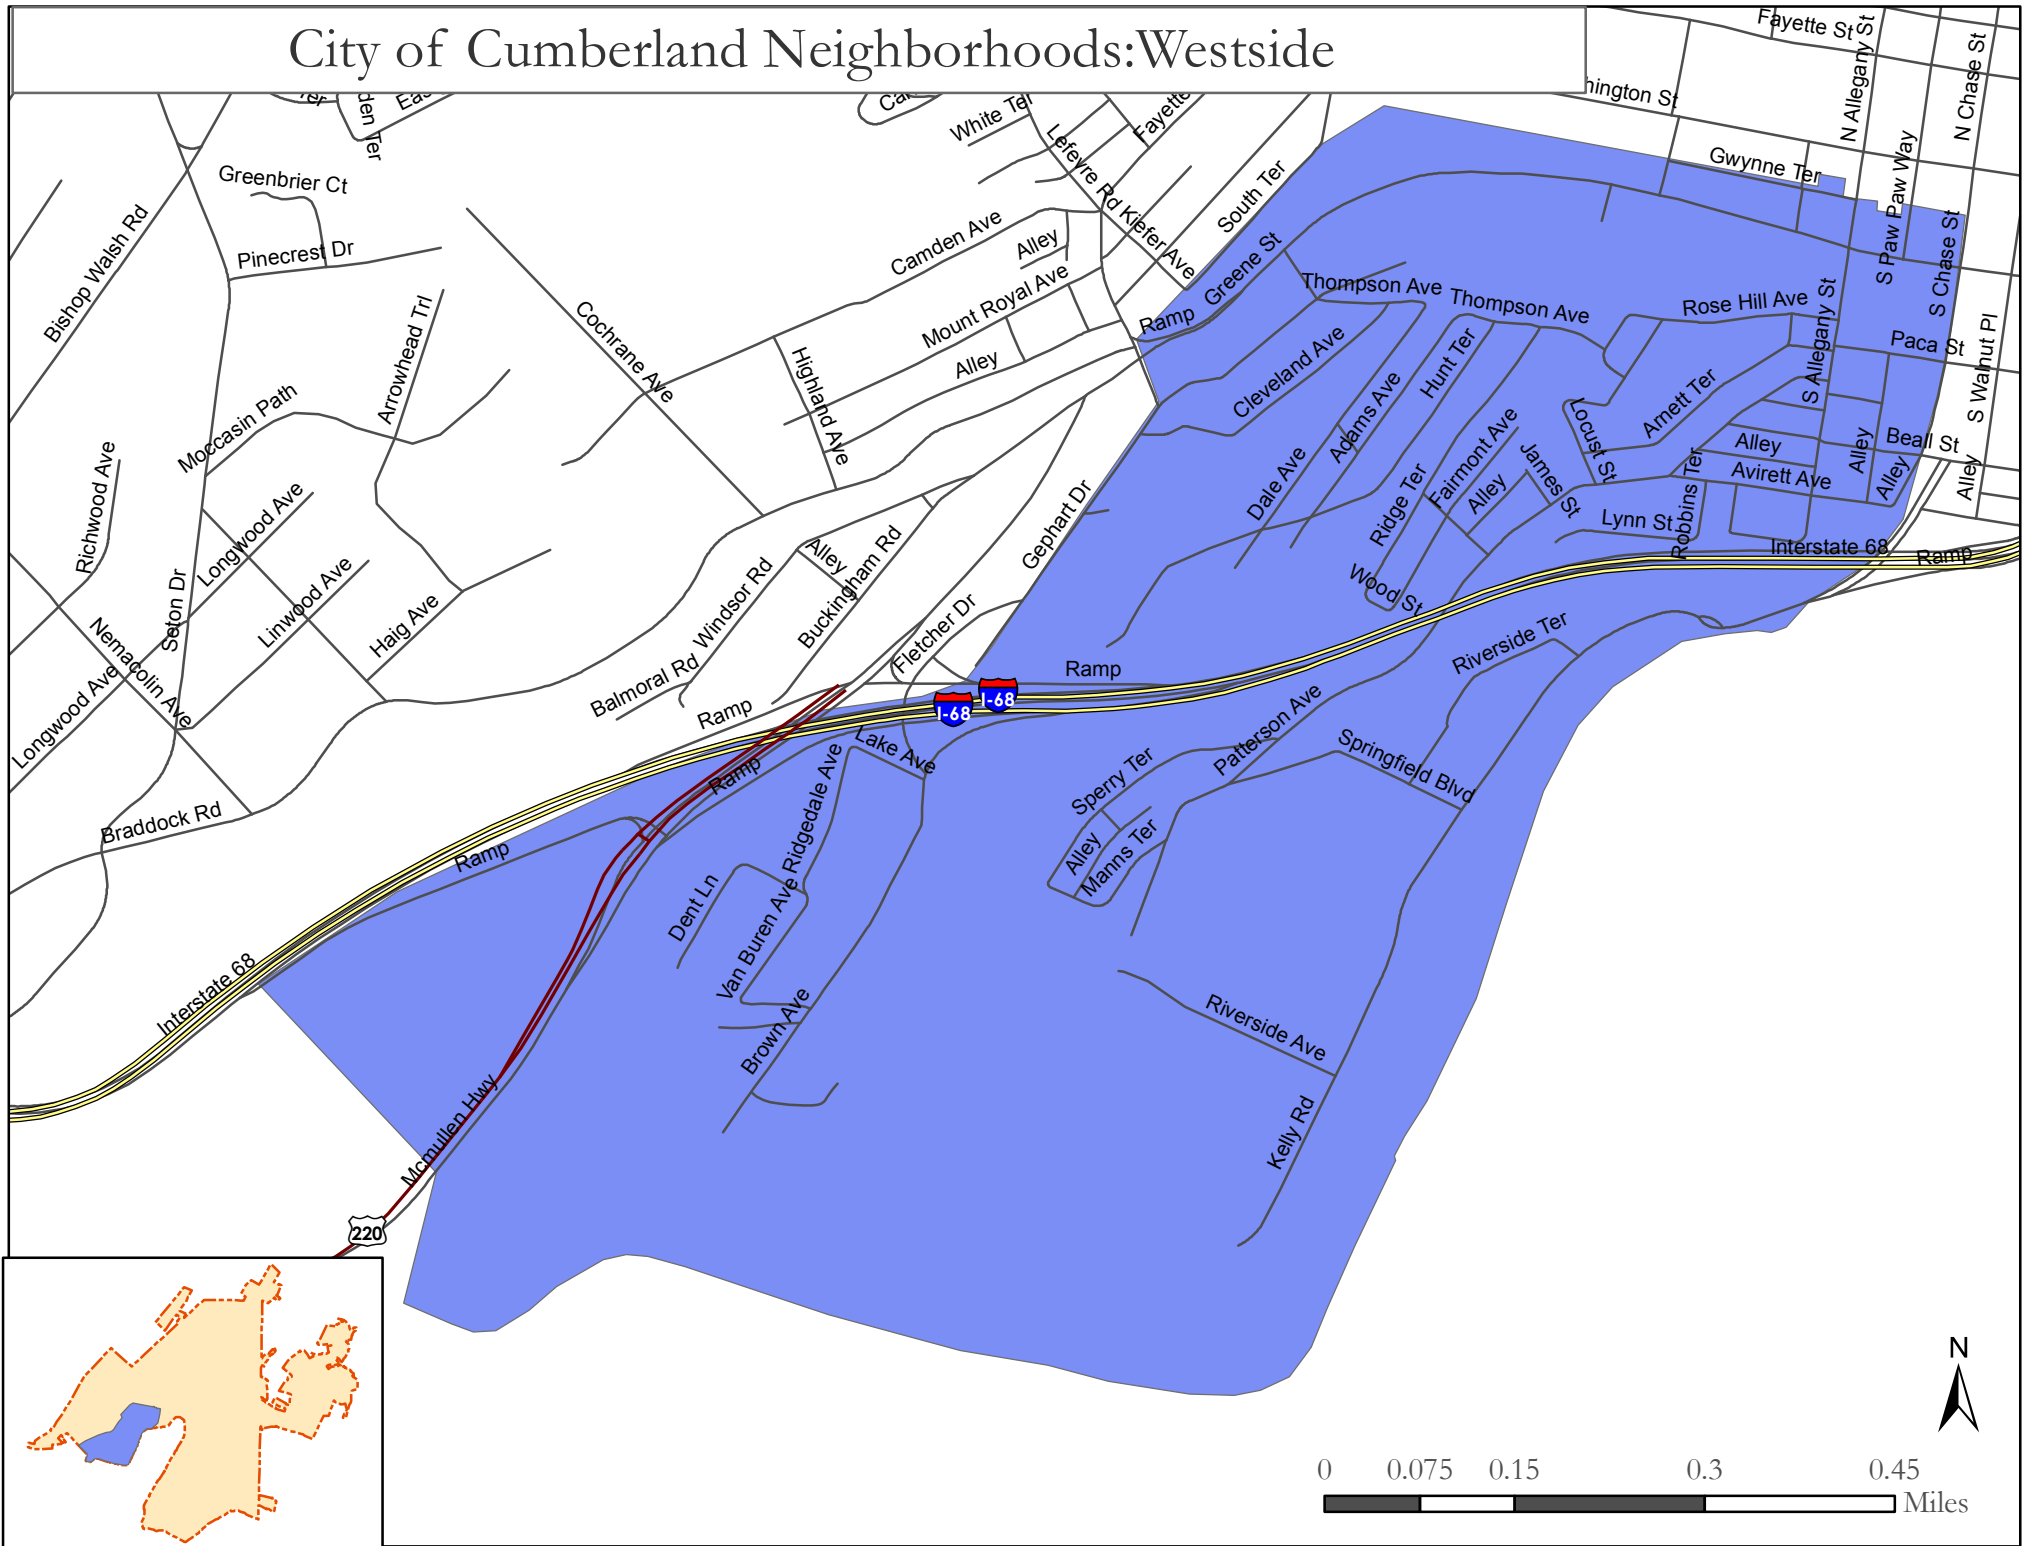 City of Cumberland Neighborhoods:Westside
Fayette St
N Allegany St
N Chase St
hington St
Gwynne Ter
S Paw Paw Way
S Chase St
den Ter
White Ter
Fayette
Lefevre Rd
Kiefer Ave
South Ter
Greenbrier Ct
Pinecrest Dr
Bishop Walsh Rd
Camden Ave
Alley
Mount Royal Ave
Alley
Greene St
Ramp
Thompson Ave
Thompson Ave
Rose Hill Ave
S Allegany St
Paca St
S Walnut Pl
Arrowhead Trl
Cochrane Ave
Highland Ave
Cleveland Ave
Adams Ave
Hunt Ter
Arnett Ter
Locust St
Moccasin Path
Richwood Ave
Longwood Ave
Linwood Ave
Haig Ave
Seton Dr
Nemacolin Ave
Longwood Ave
Braddock Rd
Gephart Dr
Dale Ave
Ridge Ter
Fairmont Ave
Alley
James St
Robbins Ter
Alley
Avirett Ave
Alley
Beall St
Alley
Alley
Lynn St
Interstate 68
Ramp
Wood St
Alley
Windsor Rd
Buckingham Rd
Balmoral Rd
Fletcher Dr
Ramp
Ramp
I-68
I-68
Riverside Ter
Patterson Ave
Springfield Blvd
Sperry Ter
Alley
Manns Ter
Lake Ave
Ramp
Ridgedale Ave
Van Buren Ave
Dent Ln
Brown Ave
Ramp
Interstate 68
Mcmullen Hwy
220
Riverside Ave
Kelly Rd
N
0 0.075 0.15 0.3 0.45
Miles